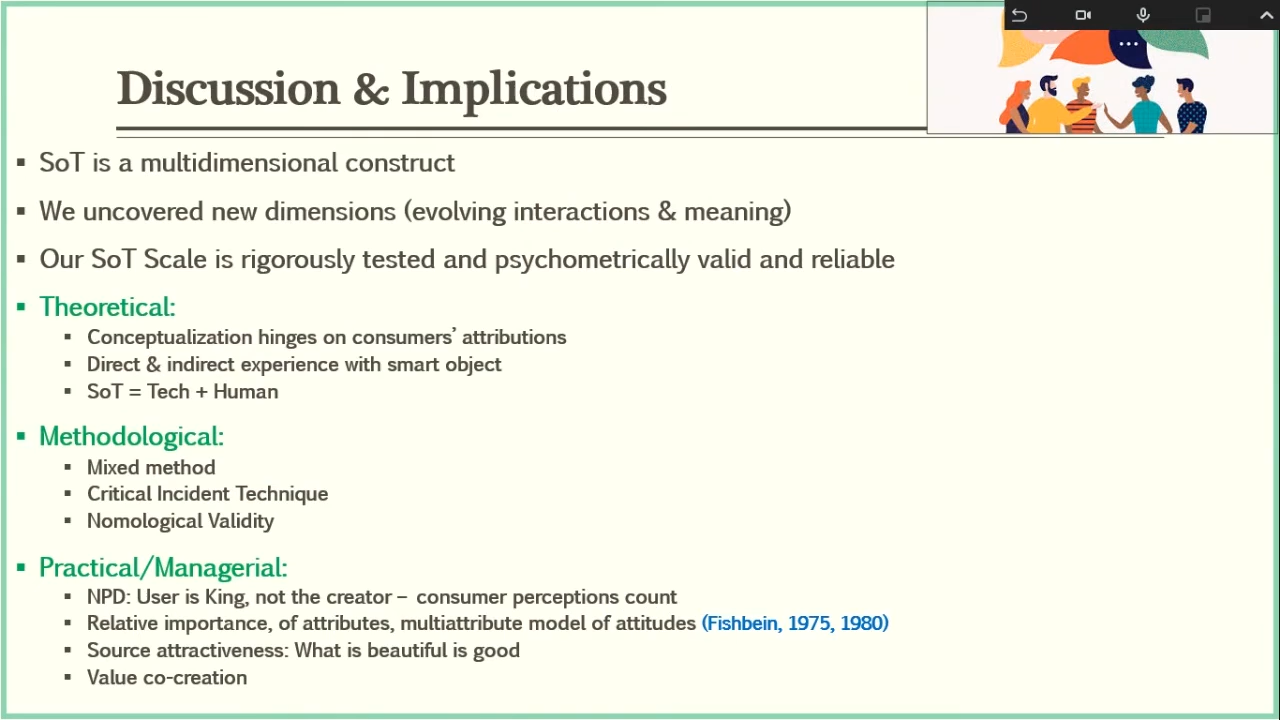 Discussion & Implications
▪ SoT is a multidimensional construct
▪ We uncovered new dimensions (evolving interactions & meaning)
▪ Our SoT Scale is rigorously tested and psychometrically valid and reliable
▪ Theoretical:
▪ Conceptualization hinges on consumers’ attributions
▪ Direct & indirect experience with smart object
▪ SoT = Tech + Human
▪ Methodological:
▪ Mixed method
▪ Critical Incident Technique
▪ Nomological Validity
▪ Practical/Managerial:
▪ NPD: User is King, not the creator – consumer perceptions count
▪ Relative importance, of attributes, multiattribute model of attitudes (Fishbein, 1975, 1980)
▪ Source attractiveness: What is beautiful is good
▪ Value co-creation